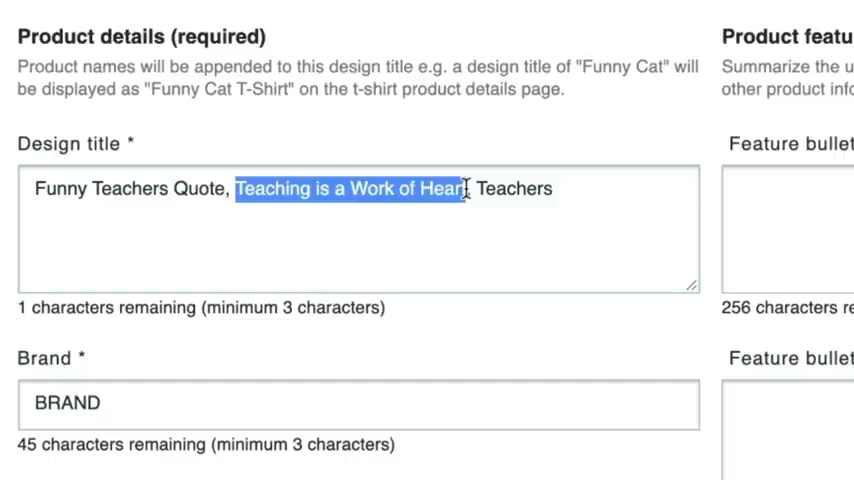 Product details (required)
Product names will be appended to this design title e.g. a design title of "Funny Cat" will
be displayed as "Funny Cat T-Shirt" on the t-shirt product details page.
Design title *
Funny Teachers Quote, Teaching is a Work of Heart, Teachers
1 characters remaining (minimum 3 characters)
Brand *
BRAND
45 characters remaining (minimum 3 characters)
Product featu
Summarize the u
other product info
Feature bullet
256 characters re
Feature bullet